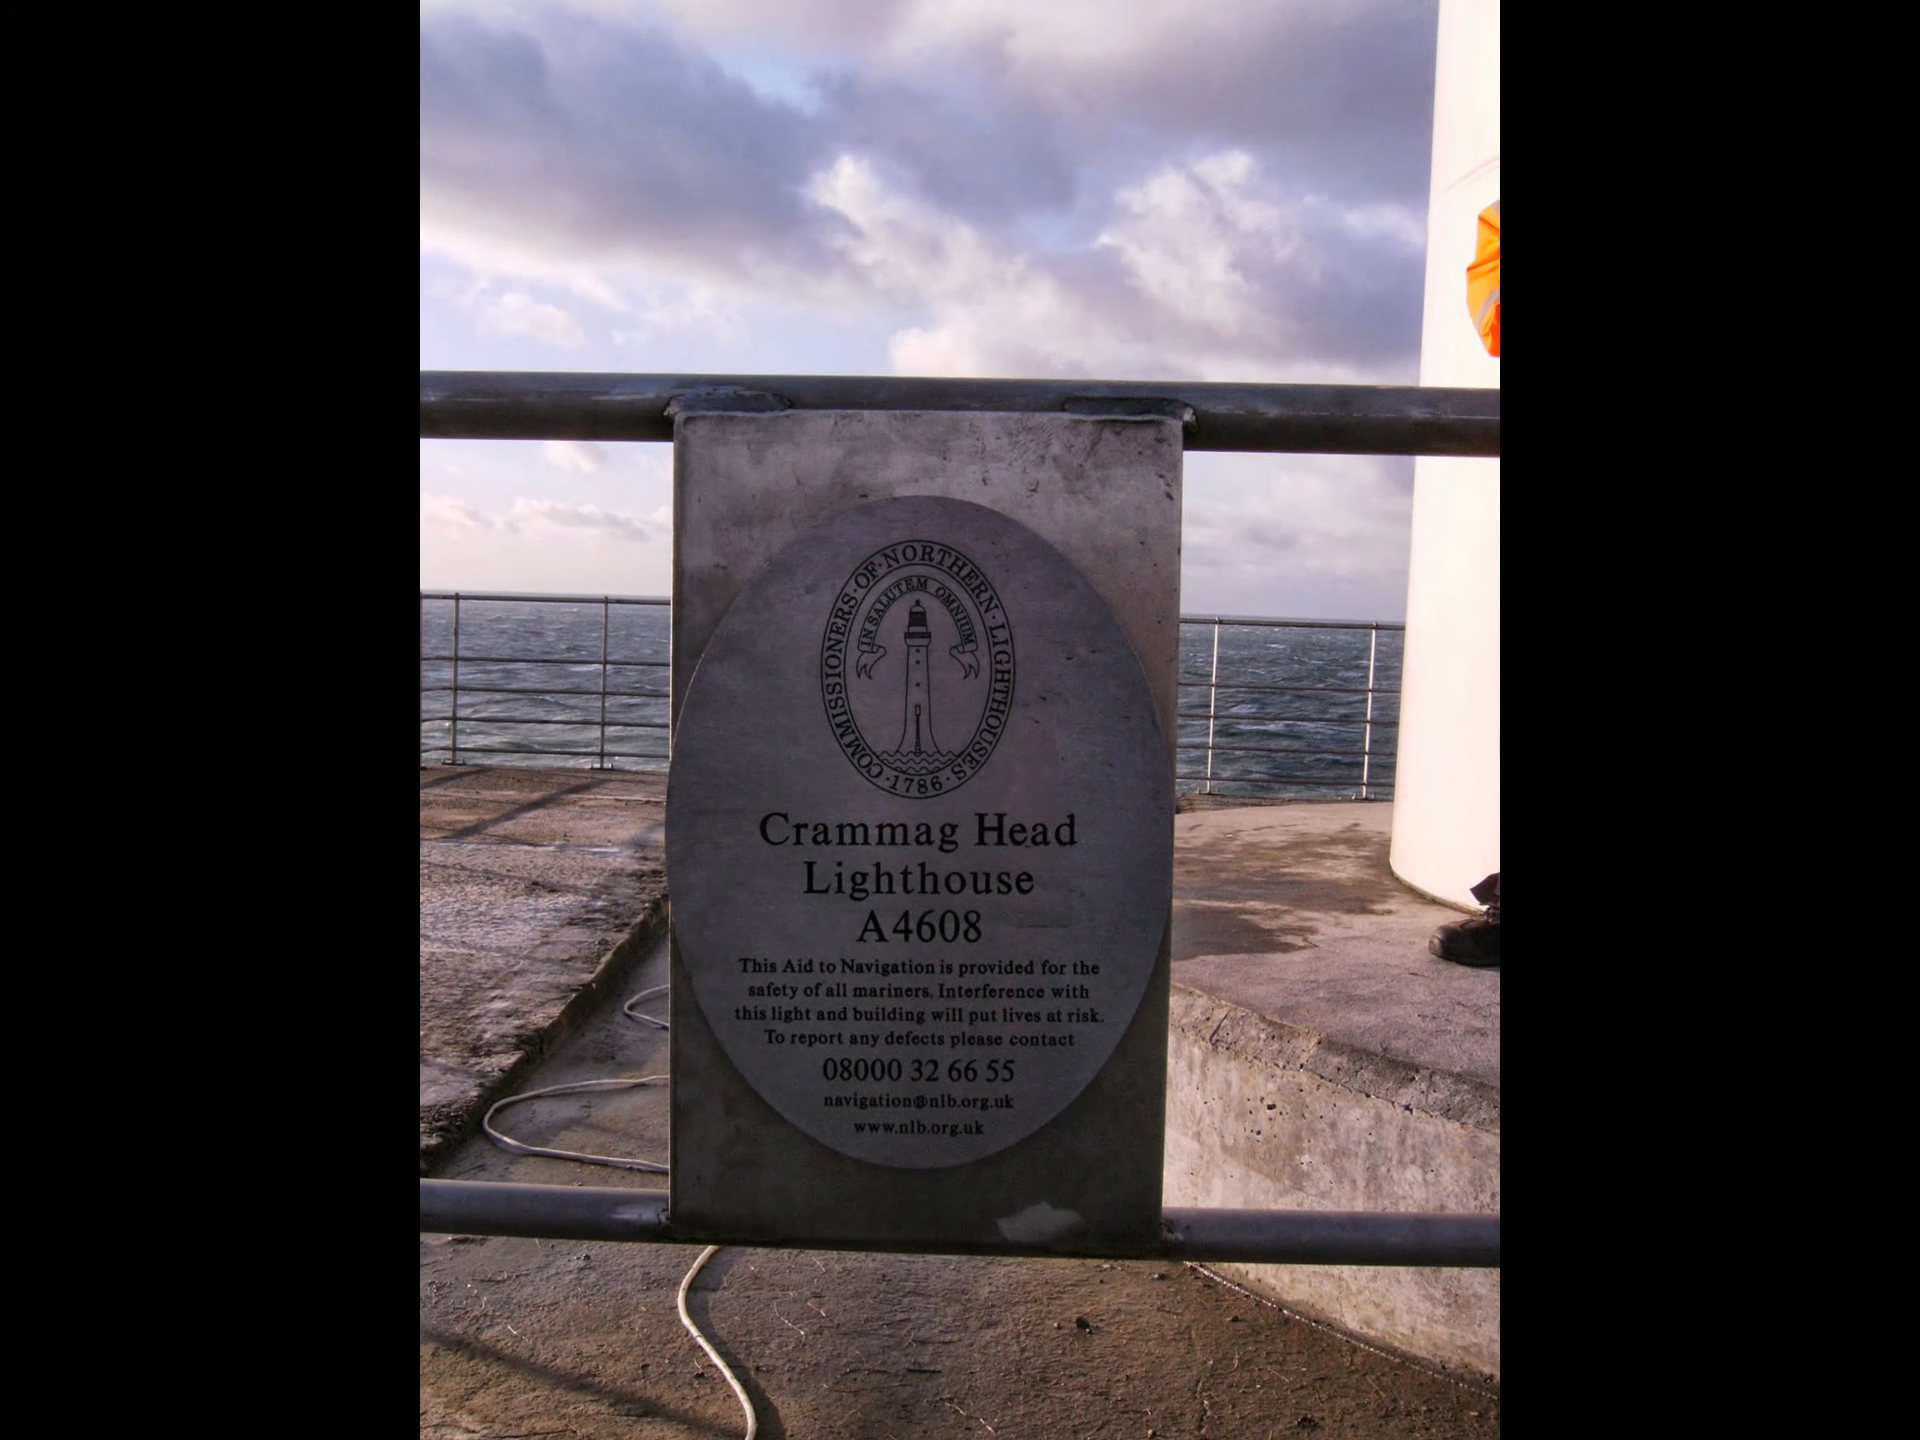 COMMISSIONERS·OF·NORTHERN·LIGHTHOUSES
IN SALUTEM OMNIUM
·1786·
Crammag Head
Lighthouse
A4608
This Aid to Navigation is provided for the
safety of all mariners. Interference with
this light and building will put lives at risk.
To report any defects please contact
08000 32 66 55
navigation@nlb.org.uk
www.nlb.org.uk